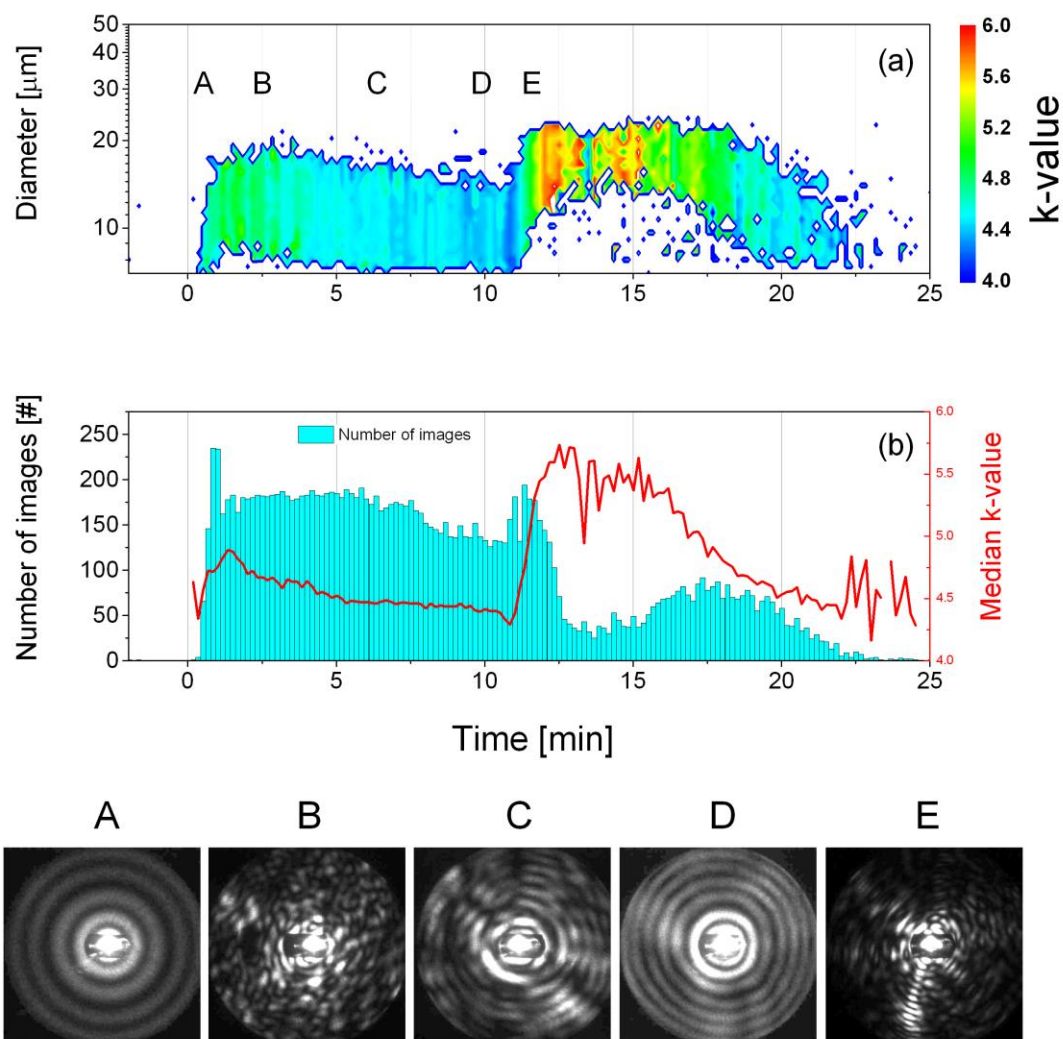 50
40
30
20
10
Diameter [µm]
A B C D E
(a)
0 5 10 15 20 25
6.0
5.6
5.2
4.8
4.4
4.0
k-value
250
200
150
100
50
0
Number of images [#]
Number of images
(b)
6.0
5.5
5.0
4.5
4.0
Median k-value
0 5 10 15 20 25
Time [min]
A B C D E